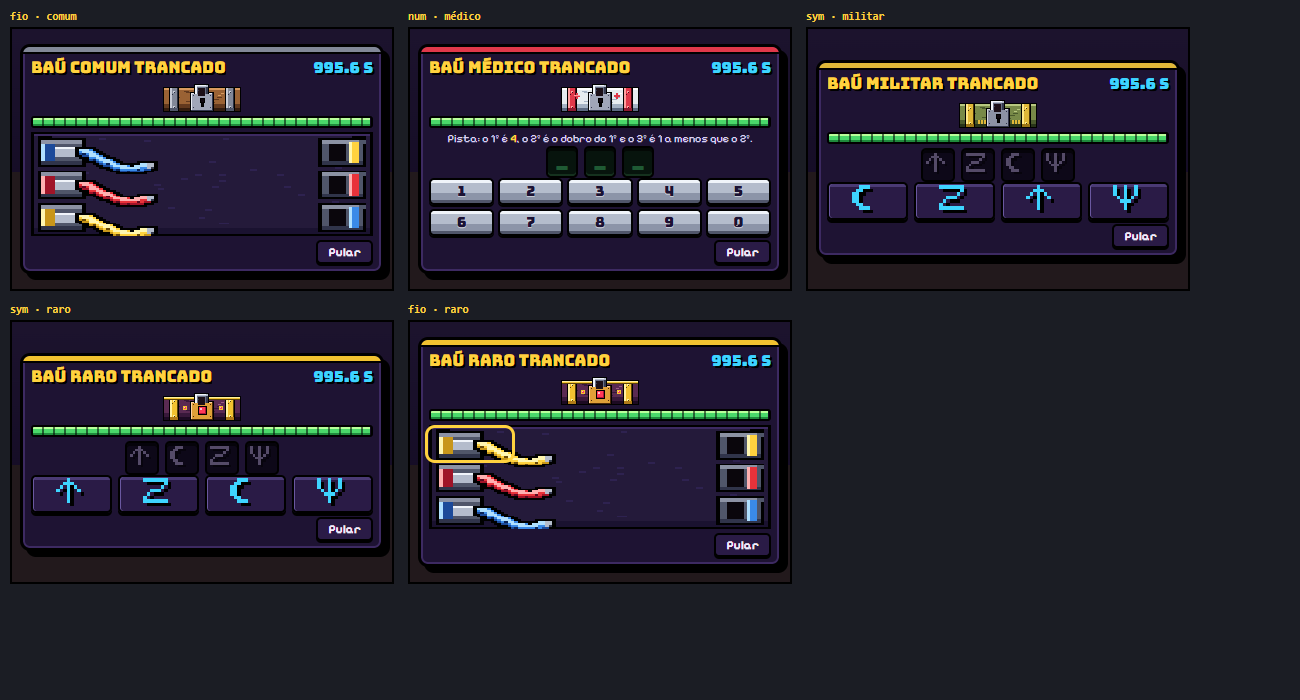 fio · comum
BAÚ COMUM TRANCADO 995.6 S
Pular
num · médico
BAÚ MÉDICO TRANCADO 995.6 S
Pista: o 1º é 4, o 2º é o dobro do 1º e o 3º é 1 a menos que o 2º.
_ _ _
1 2 3 4 5
6 7 8 9 0
Pular
sym · militar
BAÚ MILITAR TRANCADO 995.6 S
Pular
sym · raro
BAÚ RARO TRANCADO 995.6 S
Pular
fio · raro
BAÚ RARO TRANCADO 995.6 S
Pular